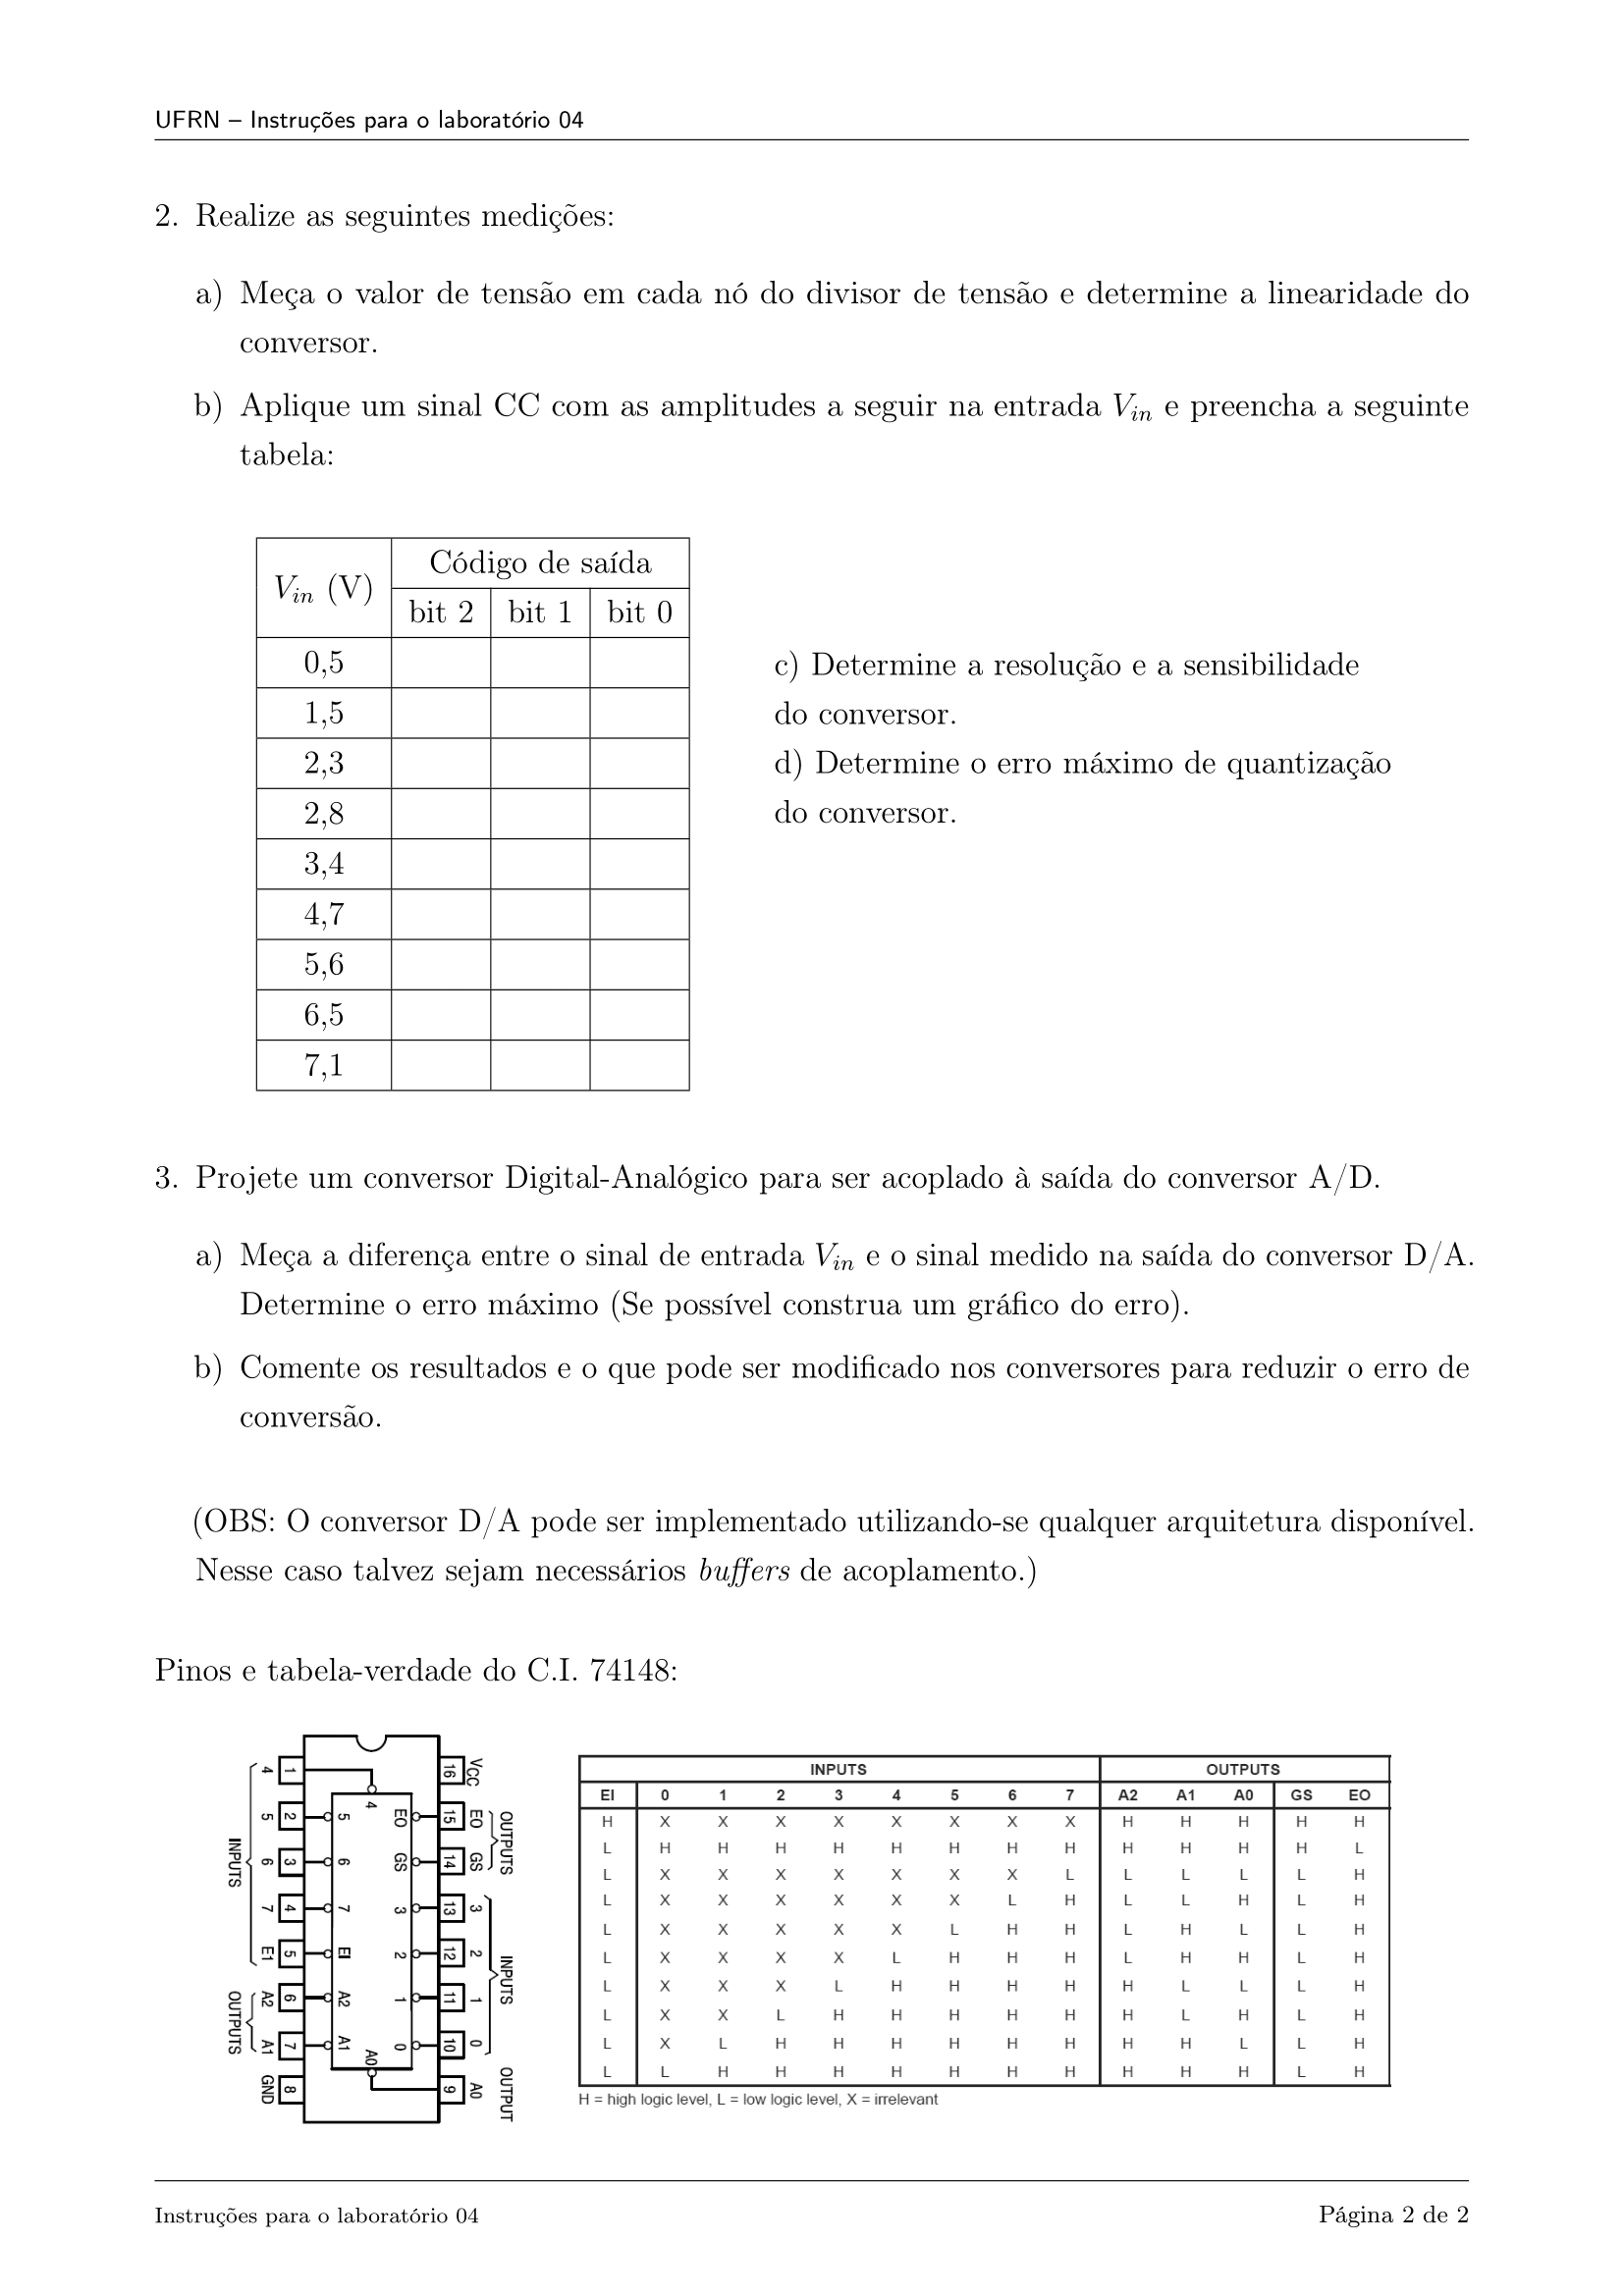 UFRN – Instruções para o laboratório 04
2. Realize as seguintes medições:
a) Meça o valor de tensão em cada nó do divisor de tensão e determine a linearidade do
conversor.
b) Aplique um sinal CC com as amplitudes a seguir na entrada Vin e preencha a seguinte
tabela:
Vin (V) Código de saída
bit 2 bit 1 bit 0
0,5
1,5
2,3
2,8
3,4
4,7
5,6
6,5
7,1
c) Determine a resolução e a sensibilidade
do conversor.
d) Determine o erro máximo de quantização
do conversor.
3. Projete um conversor Digital-Analógico para ser acoplado à saída do conversor A/D.
a) Meça a diferença entre o sinal de entrada Vin e o sinal medido na saída do conversor D/A.
Determine o erro máximo (Se possível construa um gráfico do erro).
b) Comente os resultados e o que pode ser modificado nos conversores para reduzir o erro de
conversão.
(OBS: O conversor D/A pode ser implementado utilizando-se qualquer arquitetura disponível.
Nesse caso talvez sejam necessários buffers de acoplamento.)
Pinos e tabela-verdade do C.I. 74148:
INPUTS
4 5 6 7 E1
OUTPUTS
A2 A1 GND
1 2 3 4 5 6 7 8
4 5 6 7 EI A2 A1 A0
EO GS 3 2 1 0
16 15 14 13 12 11 10 9
VCC EO GS 3 2 1 0 A0
OUTPUTS INPUTS OUTPUT
INPUTS OUTPUTS
EI 0 1 2 3 4 5 6 7 A2 A1 A0 GS EO
H X X X X X X X X H H H H H
L H H H H H H H H H H H H L
L X X X X X X X L L L L L H
L X X X X X X L H L L H L H
L X X X X X L H H L H L L H
L X X X X L H H H L H H L H
L X X X L H H H H H L L L H
L X X L H H H H H H L H L H
L X L H H H H H H H H L L H
L L H H H H H H H H H H L H
H = high logic level, L = low logic level, X = irrelevant
Instruções para o laboratório 04 Página 2 de 2